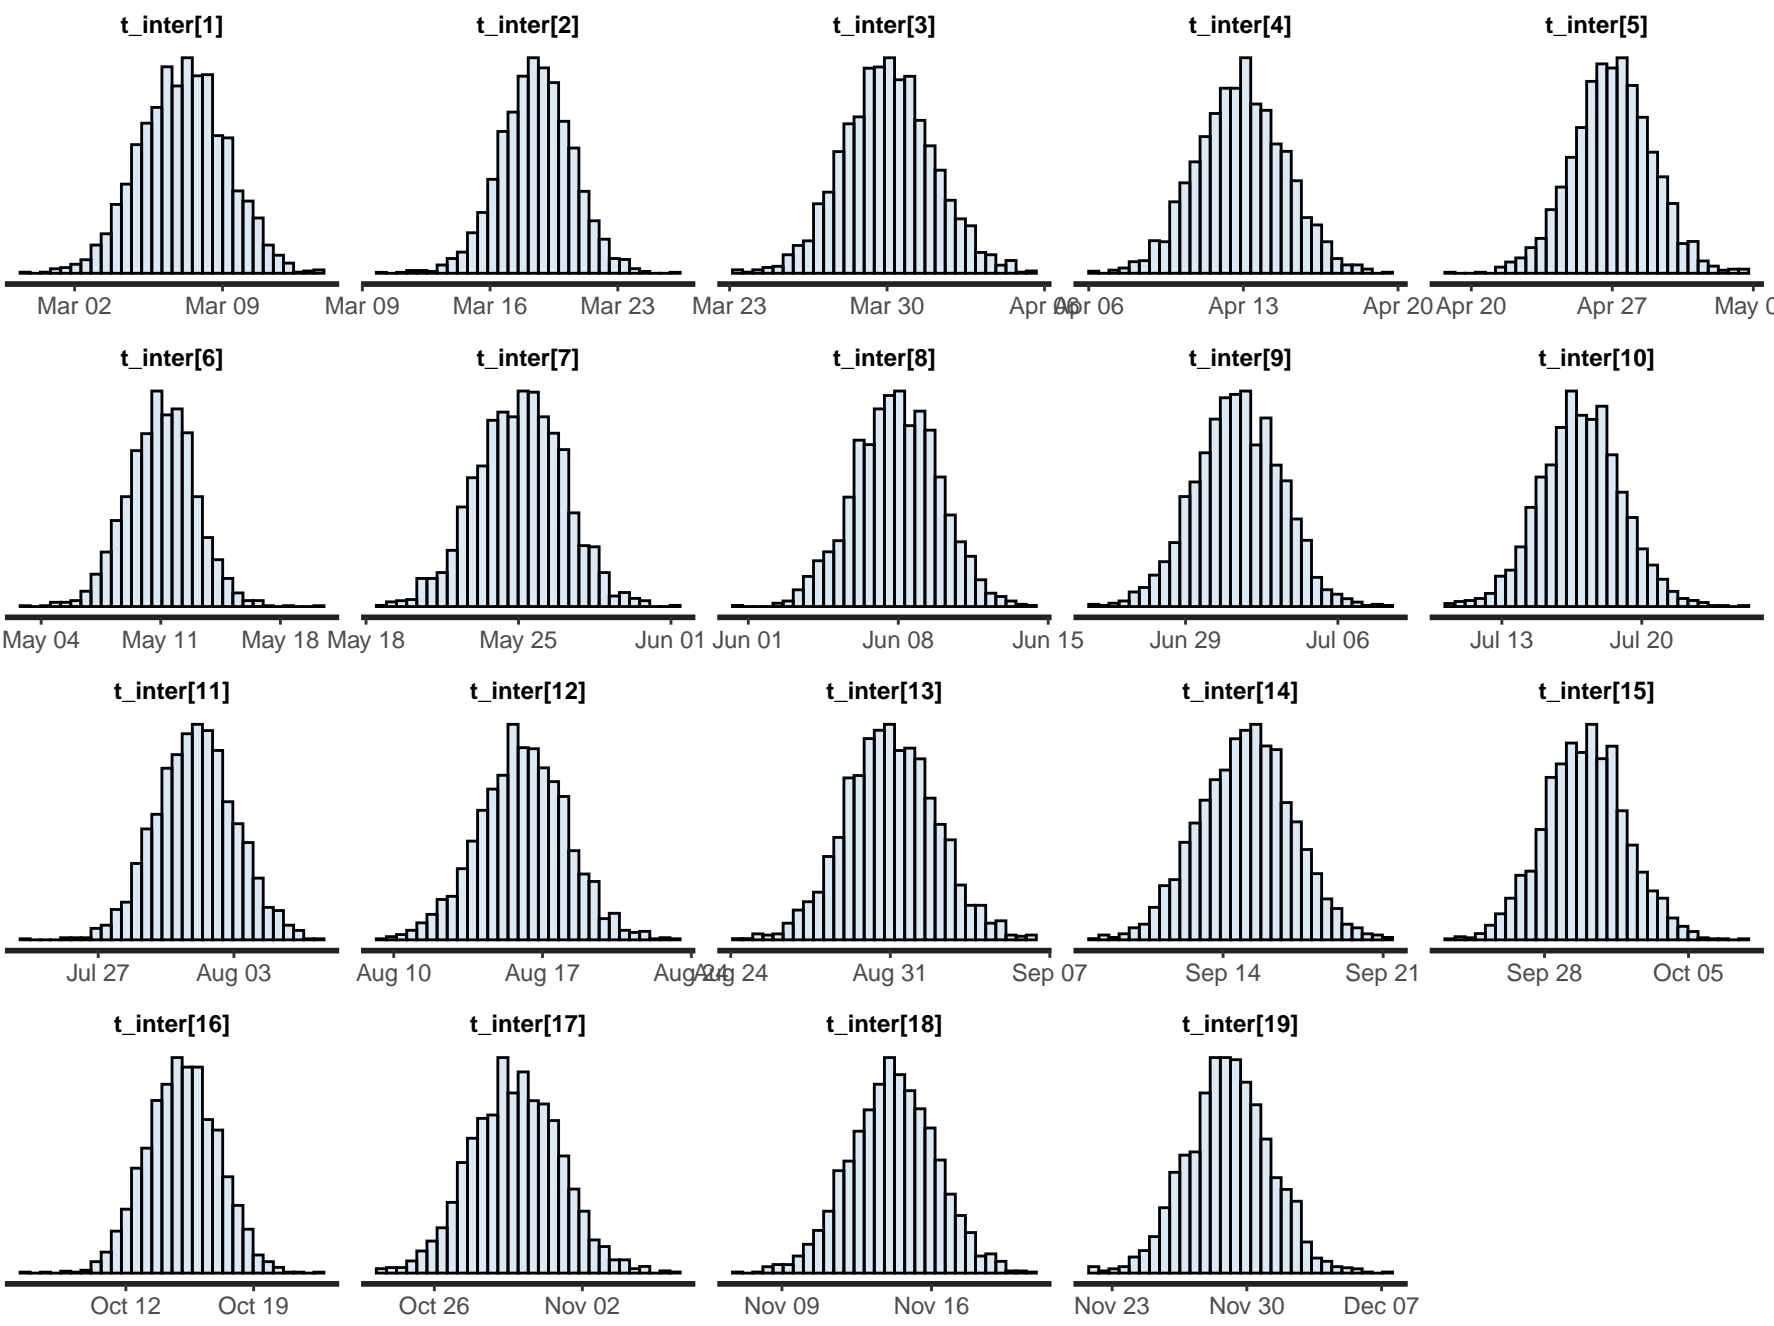 t_inter[1] t_inter[2] t_inter[3] t_inter[4] t_inter[5]
Mar 02 Mar 09 Mar 09 Mar 16 Mar 23 Mar 23 Mar 30 Apr 06 Apr 06 Apr 13 Apr 20 Apr 20 Apr 27 May 0
t_inter[6] t_inter[7] t_inter[8] t_inter[9] t_inter[10]
May 04 May 11 May 18 May 18 May 25 Jun 01 Jun 01 Jun 08 Jun 15 Jun 29 Jul 06 Jul 13 Jul 20
t_inter[11] t_inter[12] t_inter[13] t_inter[14] t_inter[15]
Jul 27 Aug 03 Aug 10 Aug 17 Aug 24 Aug 24 Aug 31 Sep 07 Sep 14 Sep 21 Sep 28 Oct 05
t_inter[16] t_inter[17] t_inter[18] t_inter[19]
Oct 12 Oct 19 Oct 26 Nov 02 Nov 09 Nov 16 Nov 23 Nov 30 Dec 07